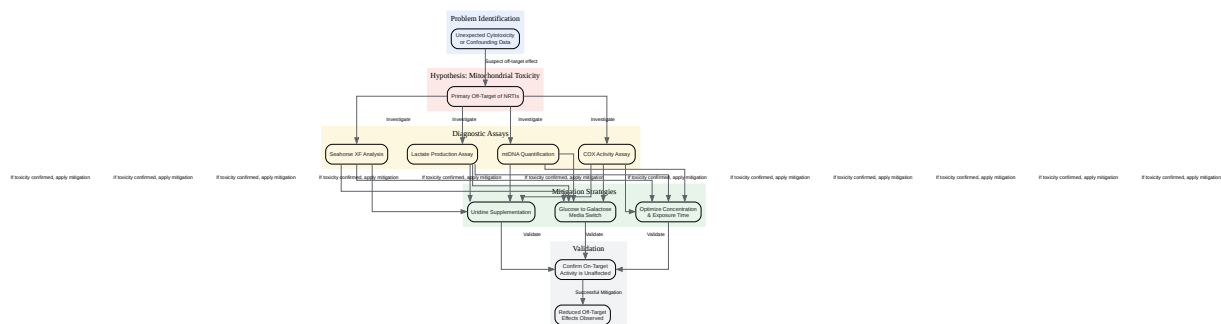 Problem Identification
Unexpected Cytotoxicity
or Confounding Data
Suspect off-target effect
Hypothesis: Mitochondrial Toxicity
Primary Off-Target of NRTIs
Investigate
Investigate
Investigate
Investigate
Diagnostic Assays
Seahorse XF Analysis
Lactate Production Assay
mtDNA Quantification
COX Activity Assay
If toxicity confirmed, apply mitigation
If toxicity confirmed, apply mitigation
If toxicity confirmed, apply mitigation
If toxicity confirmed, apply mitigation
If toxicity confirmed, apply mitigation
If toxicity confirmed, apply mitigation
If toxicity confirmed, apply mitigation
If toxicity confirmed, apply mitigation
If toxicity confirmed, apply mitigation
If toxicity confirmed, apply mitigation
If toxicity confirmed, apply mitigation
If toxicity confirmed, apply mitigation
Mitigation Strategies
Uridine Supplementation
Glucose to Galactose
Media Switch
Optimize Concentration
& Exposure Time
Validate
Validate
Validate
Validation
Confirm On-Target
Activity is Unaffected
Successful Mitigation
Reduced Off-Target
Effects Observed